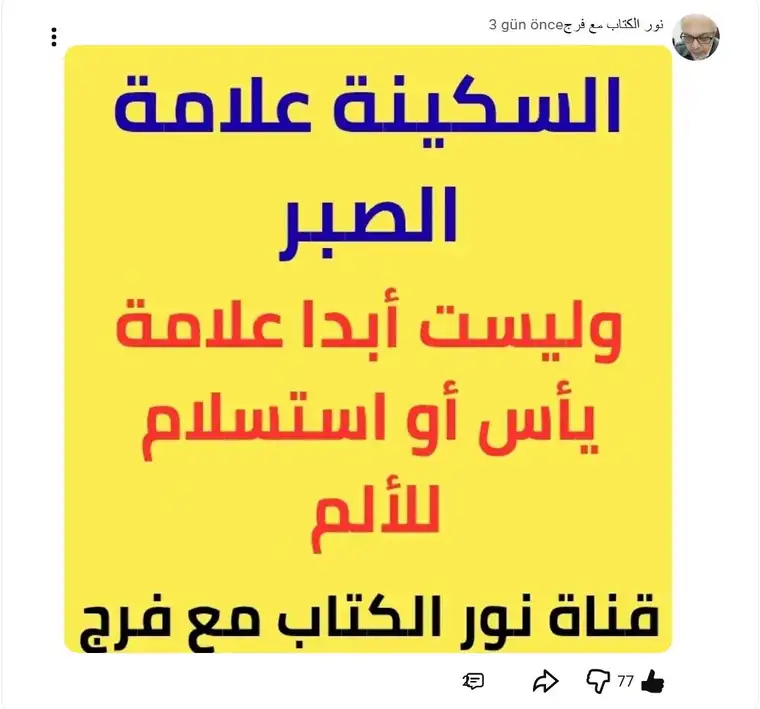 نور الكتاب مع فرج 3 gün önce
السكينة علامة
الصبر
وليست أبدا علامة
يأس أو استسلام
للألم
قناة نور الكتاب مع فرج
77
2